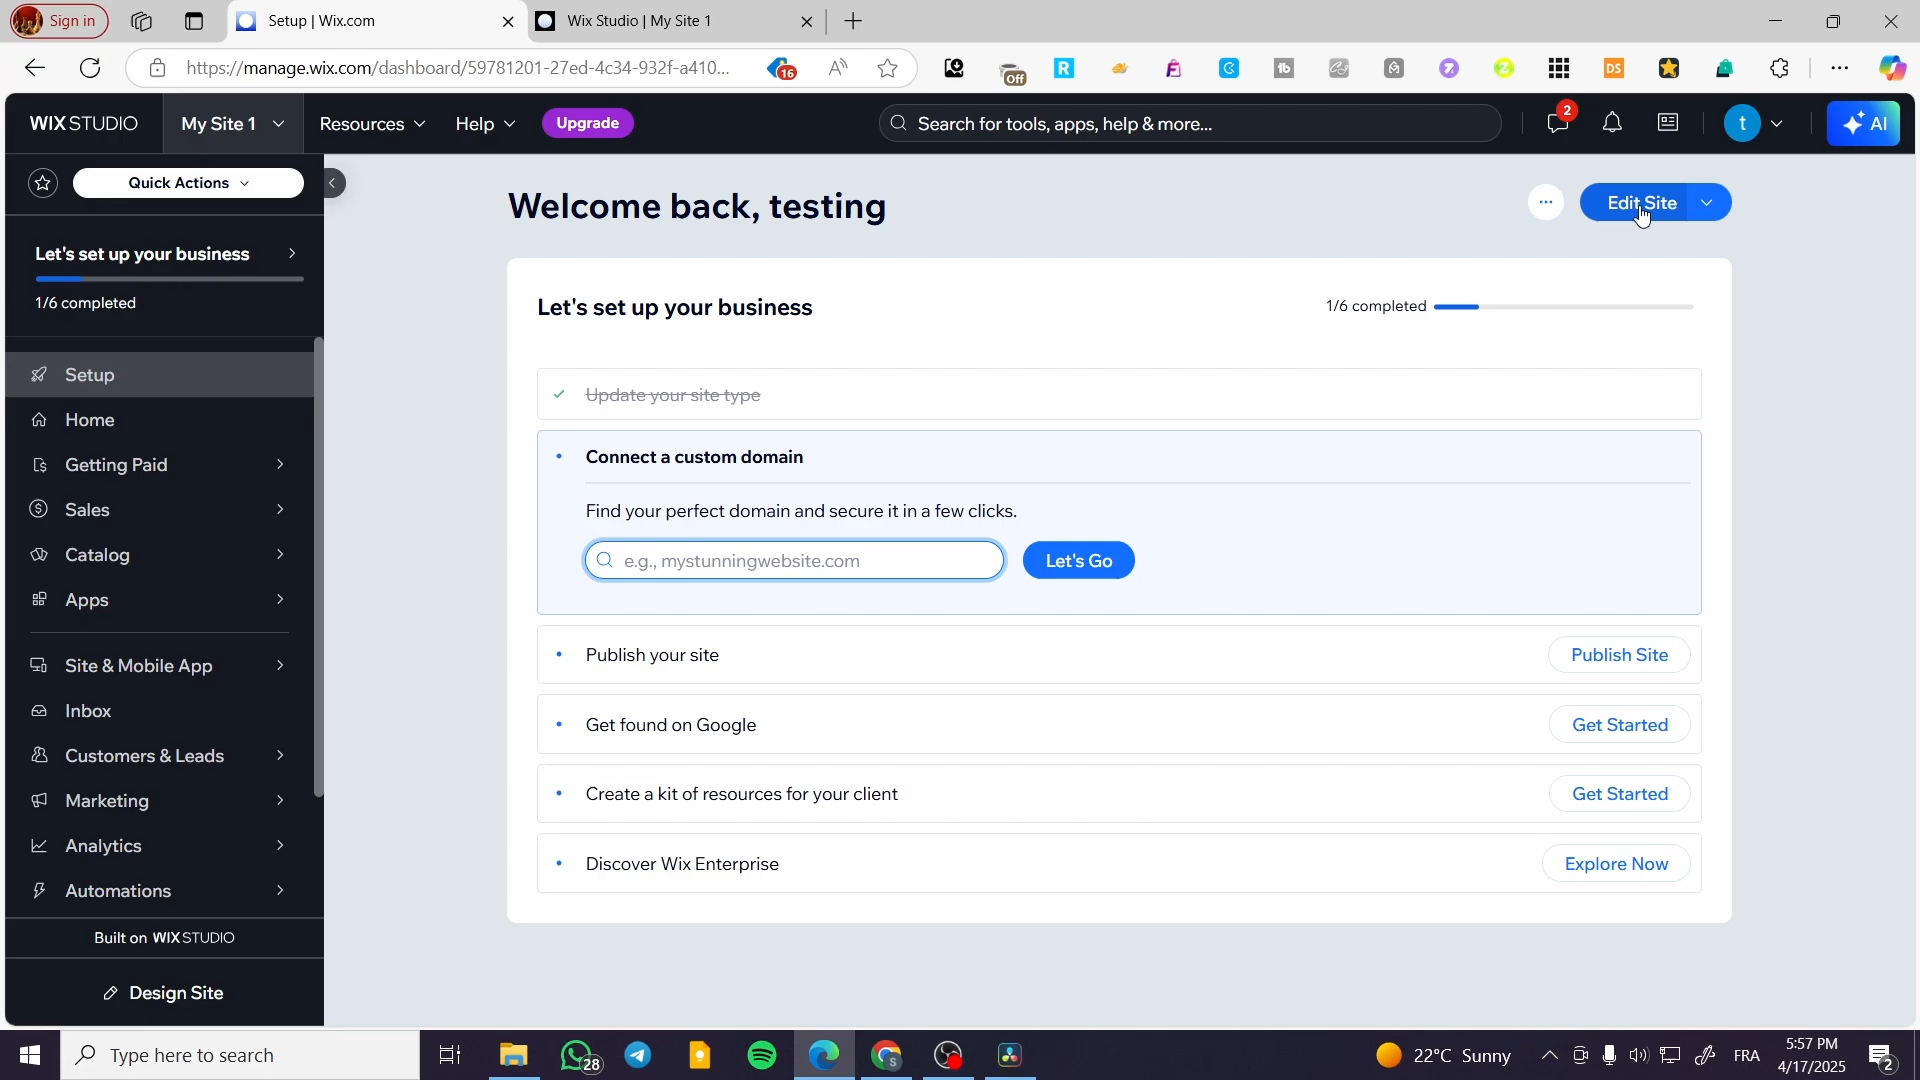 Sign in
Setup | Wix.com
Wix Studio | My Site 1
https://manage.wix.com/dashboard/59781201-27ed-4c34-932f-a410...
16
Off
WIX STUDIO
My Site 1
Resources
Help
Upgrade
Search for tools, apps, help & more...
2
t
AI
Quick Actions
Let's set up your business
1/6 completed
Setup
Home
Getting Paid
Sales
Catalog
Apps
Site & Mobile App
Inbox
Customers & Leads
Marketing
Analytics
Automations
Built on WIX STUDIO
Design Site
Welcome back, testing
Edit Site
Let's set up your business
1/6 completed
Update your site type
Connect a custom domain
Find your perfect domain and secure it in a few clicks.
e.g., mystunningwebsite.com
Let's Go
Publish your site
Publish Site
Get found on Google
Get Started
Create a kit of resources for your client
Get Started
Discover Wix Enterprise
Explore Now
Type here to search
28
22°C Sunny
FRA
5:57 PM
4/17/2025
2